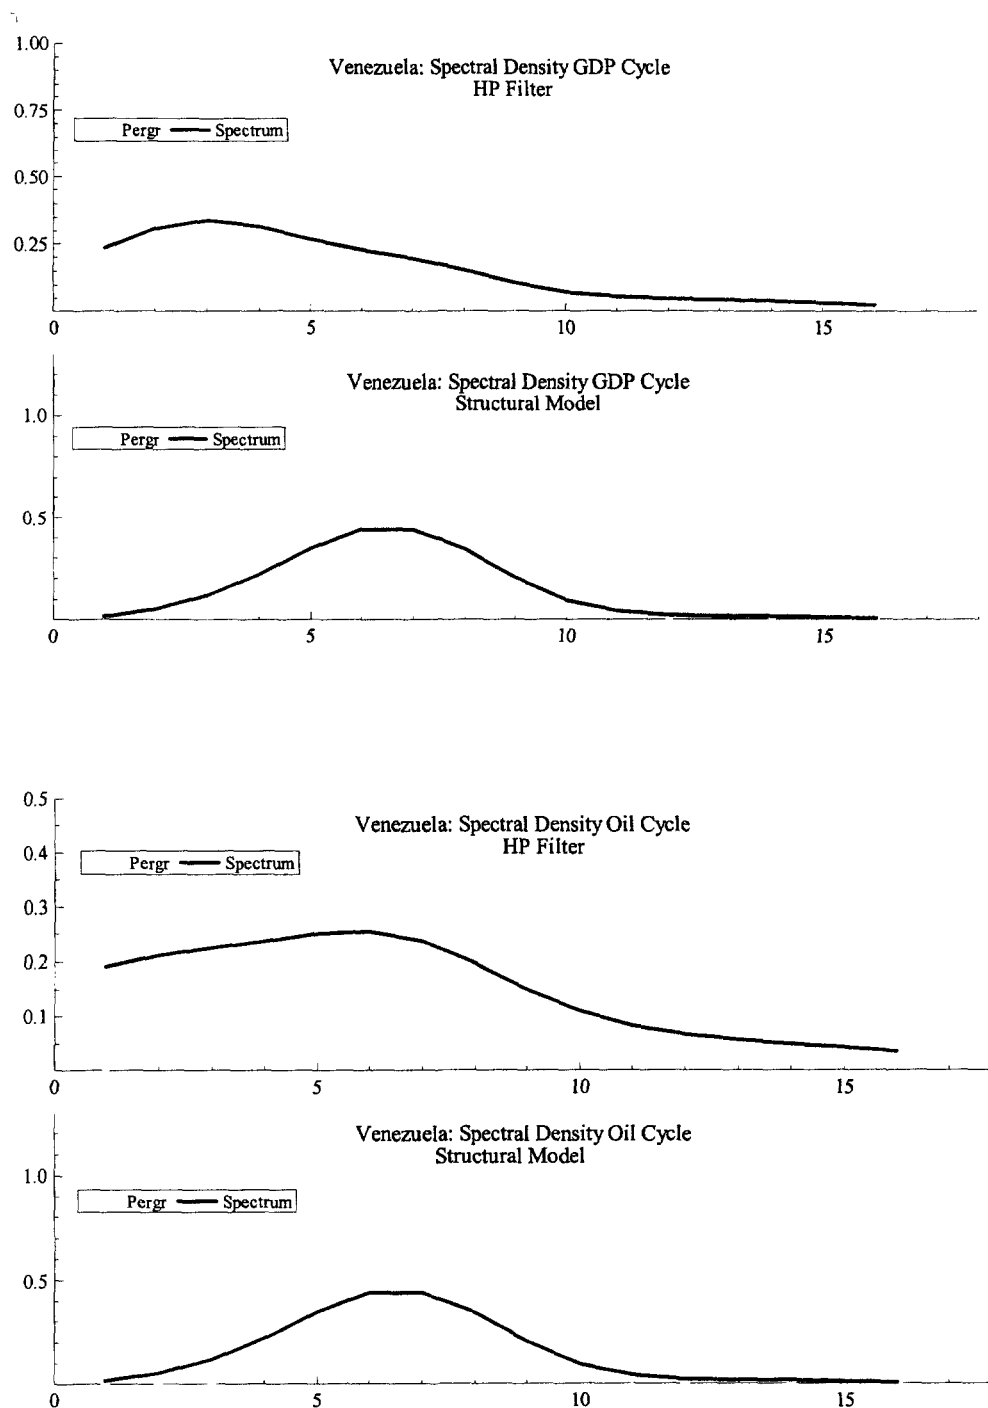 1.00
Venezuela: Spectral Density GDP Cycle
HP Filter
0.75
Pergr Spectrum
0.50
0.25
0 5 10 15
Venezuela: Spectral Density GDP Cycle
Structural Model
1.0
Pergr Spectrum
0.5
0 5 10 15
0.5
Venezuela: Spectral Density Oil Cycle
HP Filter
0.4
Pergr Spectrum
0.3
0.2
0.1
0 5 10 15
Venezuela: Spectral Density Oil Cycle
Structural Model
1.0
Pergr Spectrum
0.5
0 5 10 15